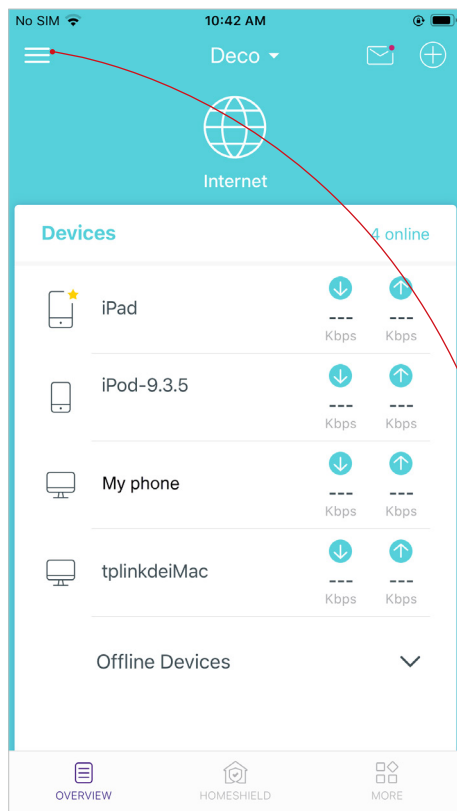 No SIM 10:42 AM
Deco
Internet
Devices 4 online
iPad
--- ---
Kbps Kbps
iPod-9.3.5
--- ---
Kbps Kbps
My phone
--- ---
Kbps Kbps
tplinkdeiMac
--- ---
Kbps Kbps
Offline Devices
OVERVIEW HOMESHIELD MORE